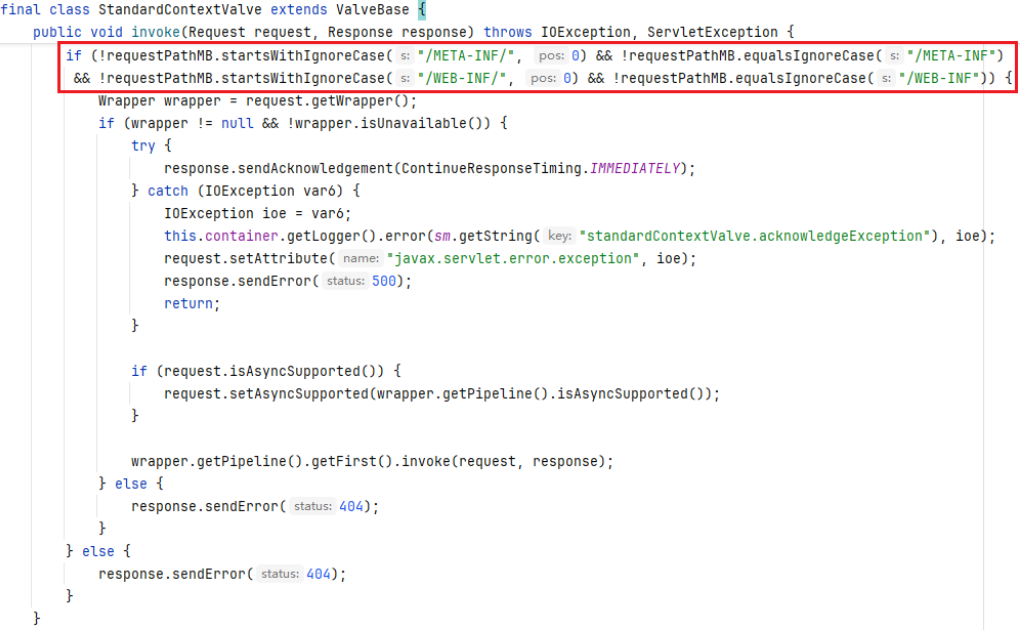 final class StandardContextValve extends ValveBase {
public void invoke(Request request, Response response) throws IOException, ServletException {
if (!requestPathMB.startsWithIgnoreCase( s: "/META-INF/", pos: 0) && !requestPathMB.equalsIgnoreCase( s: "/META-INF")
&& !requestPathMB.startsWithIgnoreCase( s: "/WEB-INF/", pos: 0) && !requestPathMB.equalsIgnoreCase( s: "/WEB-INF")) {
Wrapper wrapper = request.getWrapper();
if (wrapper != null && !wrapper.isUnavailable()) {
try {
response.sendAcknowledgement(ContinueResponseTiming.IMMEDIATELY);
} catch (IOException var6) {
IOException ioe = var6;
this.container.getLogger().error(sm.getString( key: "standardContextValve.acknowledgeException"), ioe);
request.setAttribute( name: "javax.servlet.error.exception", ioe);
response.sendError( status: 500);
return;
}
if (request.isAsyncSupported()) {
request.setAsyncSupported(wrapper.getPipeline().isAsyncSupported());
}
wrapper.getPipeline().getFirst().invoke(request, response);
} else {
response.sendError( status: 404);
}
} else {
response.sendError( status: 404);
}
}